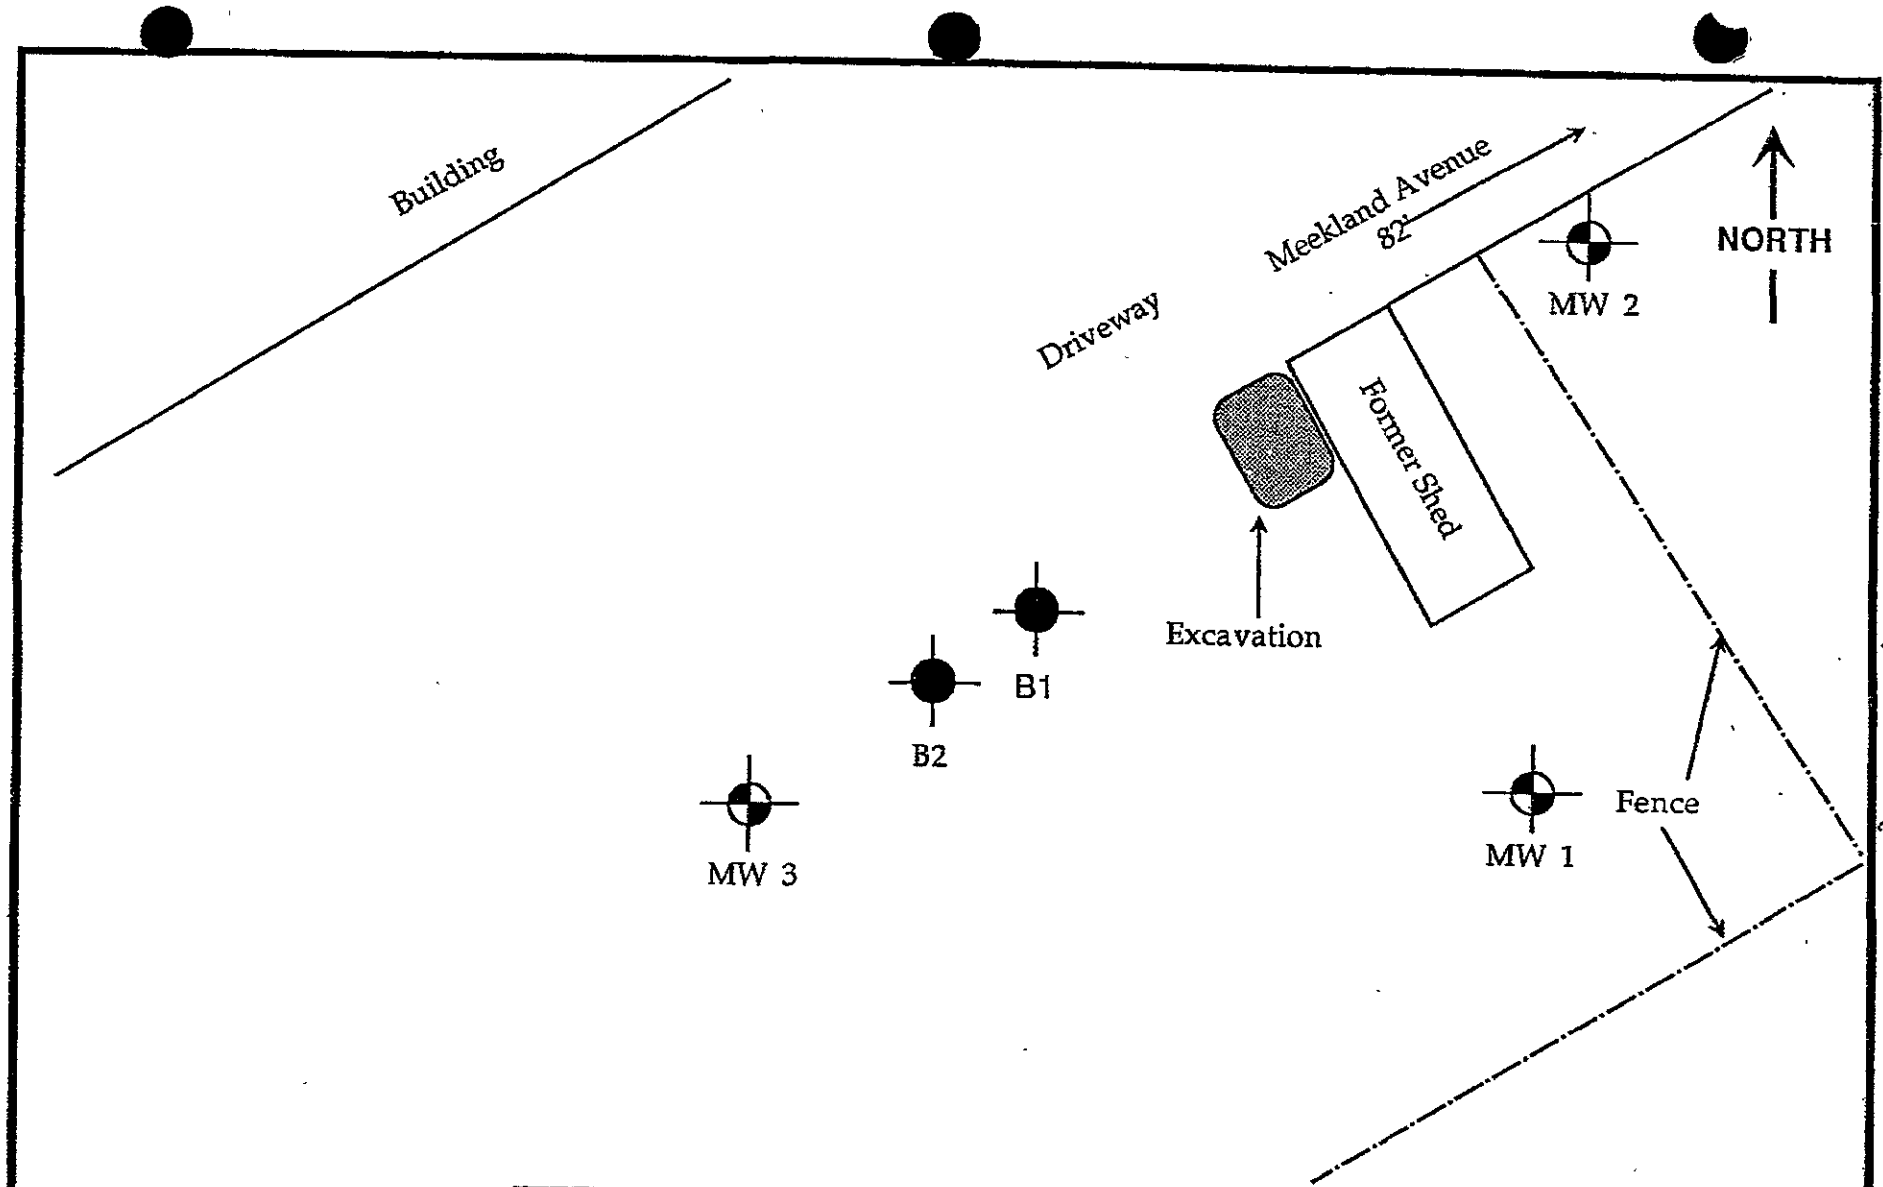 Building
Meekland Avenue
82'
NORTH
MW 2
Driveway
Former Shed
Excavation
B1
B2
MW 3
MW 1
Fence